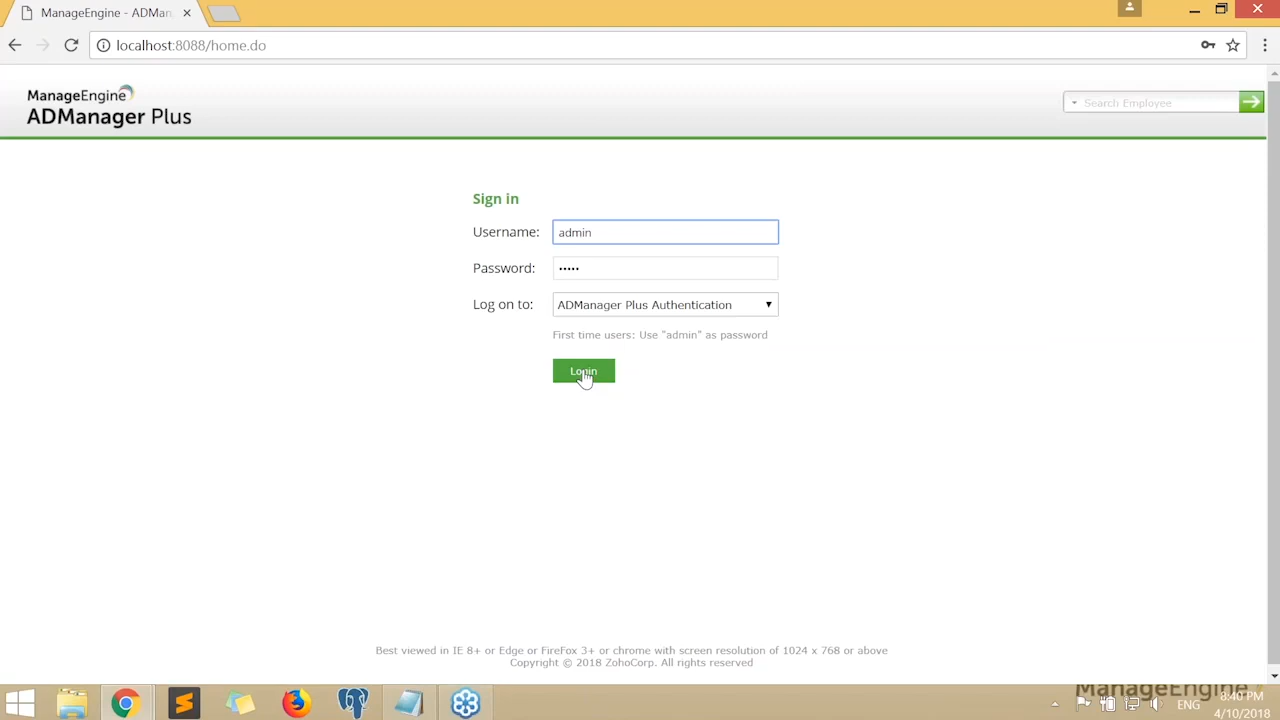 ManageEngine - ADMan
localhost:8088/home.do
ManageEngine
ADManager Plus
Search Employee
Sign in
Username: admin
Password: •••••
Log on to: ADManager Plus Authentication
First time users: Use "admin" as password
Login
Best viewed in IE 8+ or Edge or FireFox 3+ or chrome with screen resolution of 1024 x 768 or above
Copyright © 2018 ZohoCorp. All rights reserved
ManageEngine
ENG
8:40 PM
4/10/2018